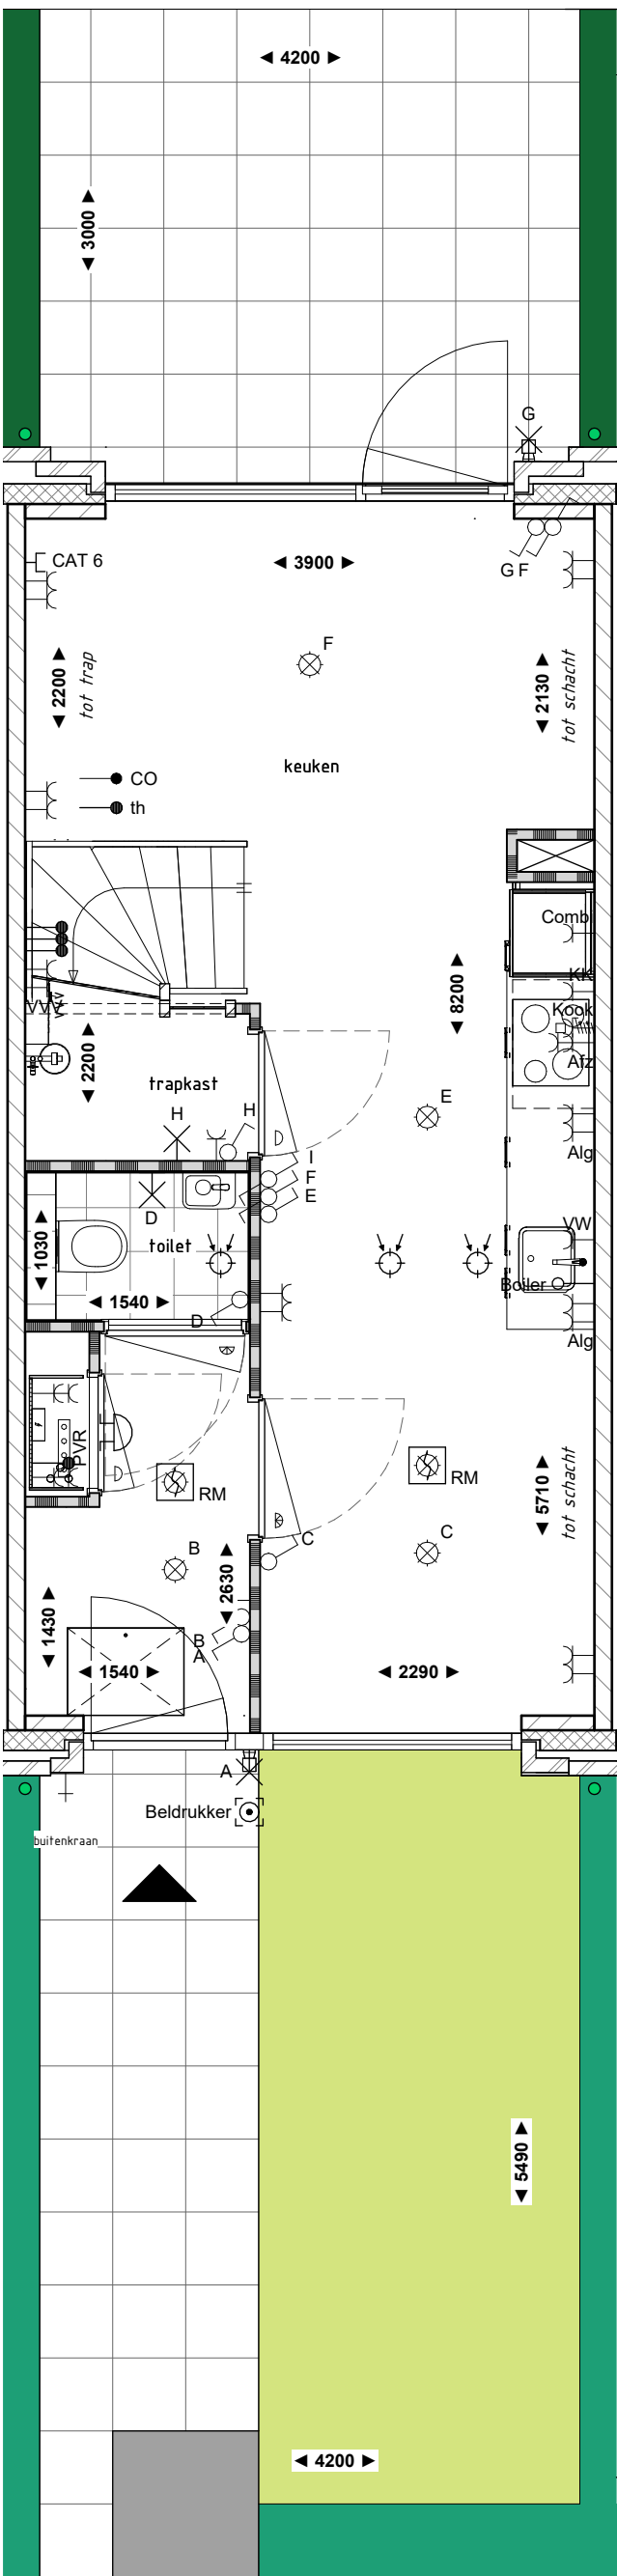 4200
3000
G
CAT 6
3900
G F
F
2200
tot trap
2130
tot schacht
keuken
CO
th
Comb
8200
KK
VW
Kook
2200
Afz
trapkast
E
H
H
Alg
I
F
E
D
VW
1030
toilet
Boiler
1540
D
Alg
PVR
RM
RM
5710
tot schacht
C
C
B
2630
1430
B
A
1540
2290
A
Beldrukker
buitenkraan
5490
4200